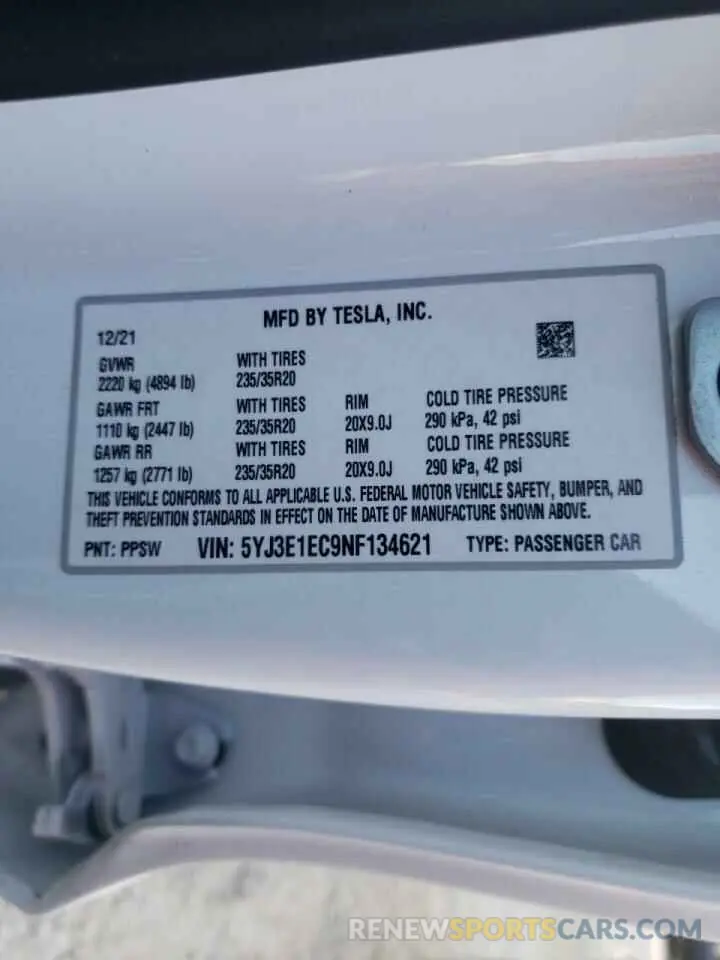 MFD BY TESLA, INC.
12/21
GVWR WITH TIRES
2220 kg (4894 lb) 235/35R20
GAWR FRT WITH TIRES RIM COLD TIRE PRESSURE
1110 kg (2447 lb) 235/35R20 20X9.0J 290 kPa, 42 psi
GAWR RR WITH TIRES RIM COLD TIRE PRESSURE
1257 kg (2771 lb) 235/35R20 20X9.0J 290 kPa, 42 psi
THIS VEHICLE CONFORMS TO ALL APPLICABLE U.S. FEDERAL MOTOR VEHICLE SAFETY, BUMPER, AND
THEFT PREVENTION STANDARDS IN EFFECT ON THE DATE OF MANUFACTURE SHOWN ABOVE.
PNT: PPSW VIN: 5YJ3E1EC9NF134621 TYPE: PASSENGER CAR
RENEWSPORTSCARS.COM